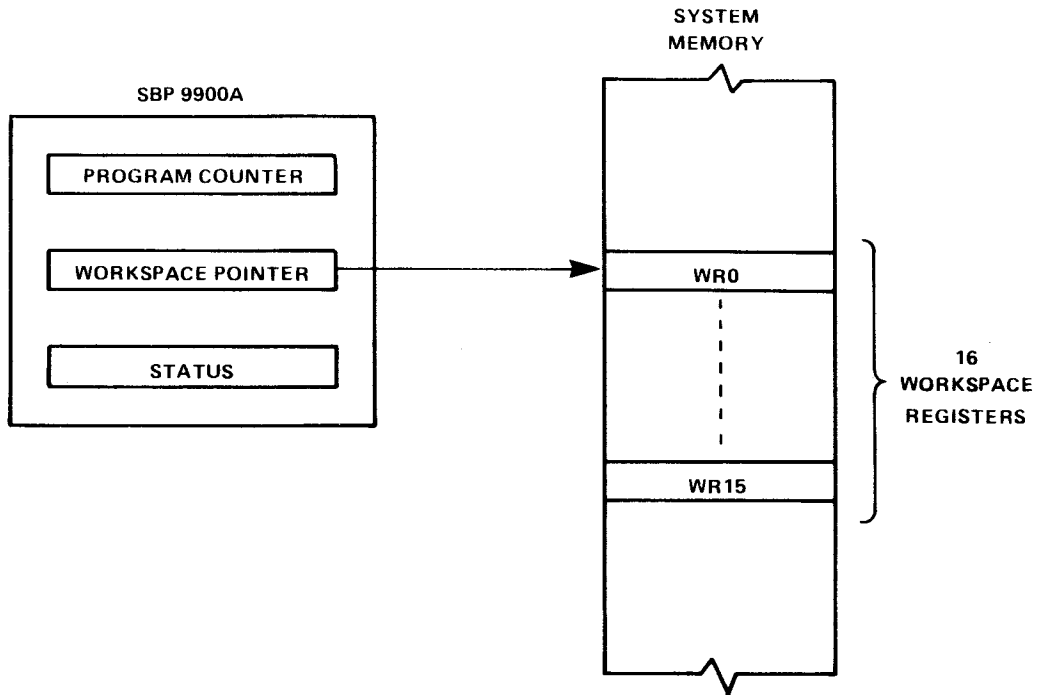 SYSTEM
MEMORY
SBP 9900A
PROGRAM COUNTER
WORKSPACE POINTER
STATUS
WR0
WR15
16
WORKSPACE
REGISTERS